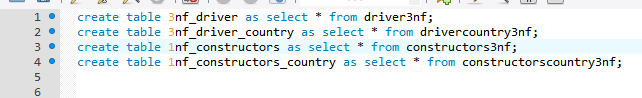 1 create table 3nf_driver as select * from driver3nf;
2 create table 3nf_driver_country as select * from drivercountry3nf;
3 create table 1nf_constructors as select * from constructors3nf;
4 create table 1nf_constructors_country as select * from constructorscountry3nf;
5
6